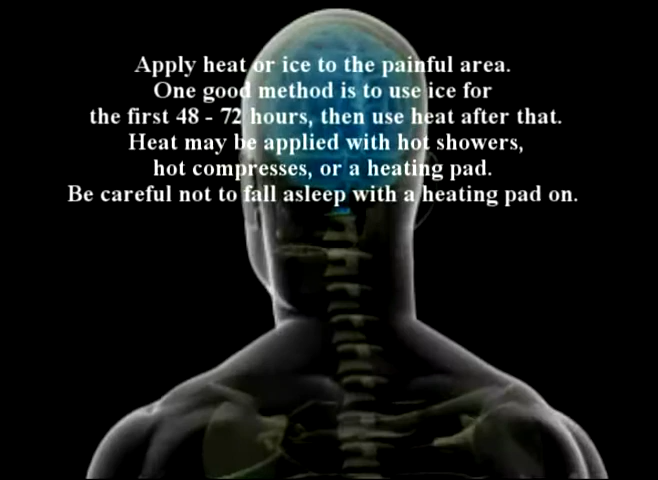 Apply heat or ice to the painful area.
One good method is to use ice for
the first 48 - 72 hours, then use heat after that.
Heat may be applied with hot showers,
hot compresses, or a heating pad.
Be careful not to fall asleep with a heating pad on.